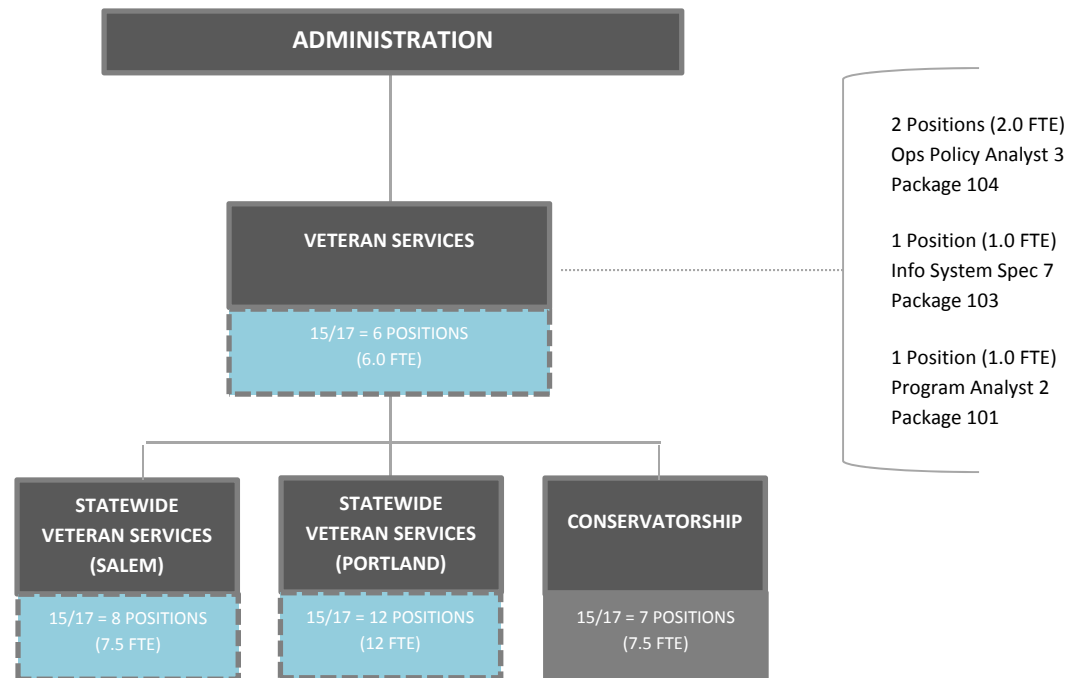 ADMINISTRATION
2 Positions (2.0 FTE)
Ops Policy Analyst 3
Package 104
1 Position (1.0 FTE)
Info System Spec 7
Package 103
1 Position (1.0 FTE)
Program Analyst 2
Package 101
VETERAN SERVICES
15/17 = 6 POSITIONS
(6.0 FTE)
STATEWIDE
VETERAN SERVICES
(SALEM)
15/17 = 8 POSITIONS
(7.5 FTE)
STATEWIDE
VETERAN SERVICES
(PORTLAND)
15/17 = 12 POSITIONS
(12 FTE)
CONSERVATORSHIP
15/17 = 7 POSITIONS
(7.5 FTE)